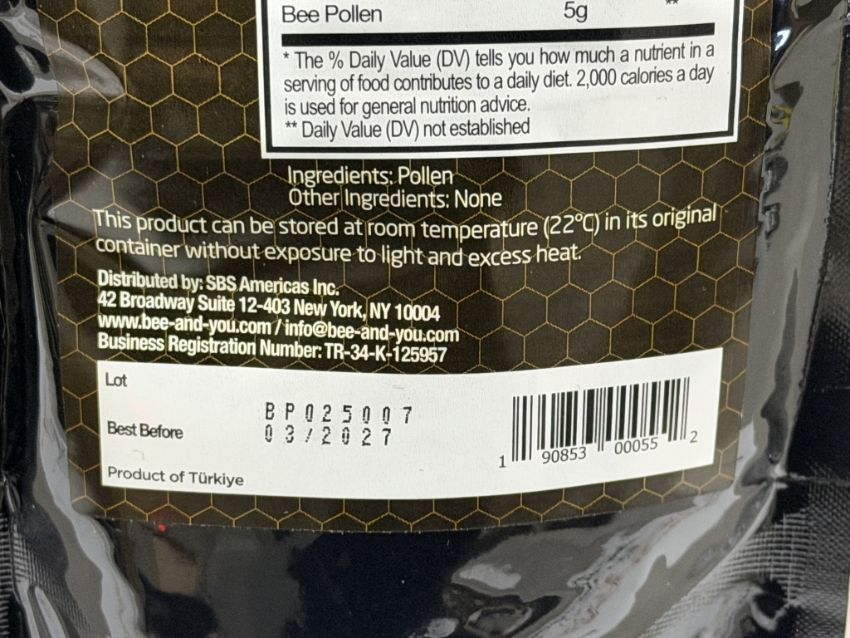 Bee Pollen 5g **
* The % Daily Value (DV) tells you how much a nutrient in a
serving of food contributes to a daily diet. 2,000 calories a day
is used for general nutrition advice.
** Daily Value (DV) not established
Ingredients: Pollen
Other Ingredients: None
This product can be stored at room temperature (22°C) in its original
container without exposure to light and excess heat.
Distributed by: SBS Americas Inc.
42 Broadway Suite 12-403 New York, NY 10004
www.bee-and-you.com / info@bee-and-you.com
Business Registration Number: TR-34-K-125957
Lot BP025007
Best Before 03/2027
Product of Türkiye
1 90853 00055 2